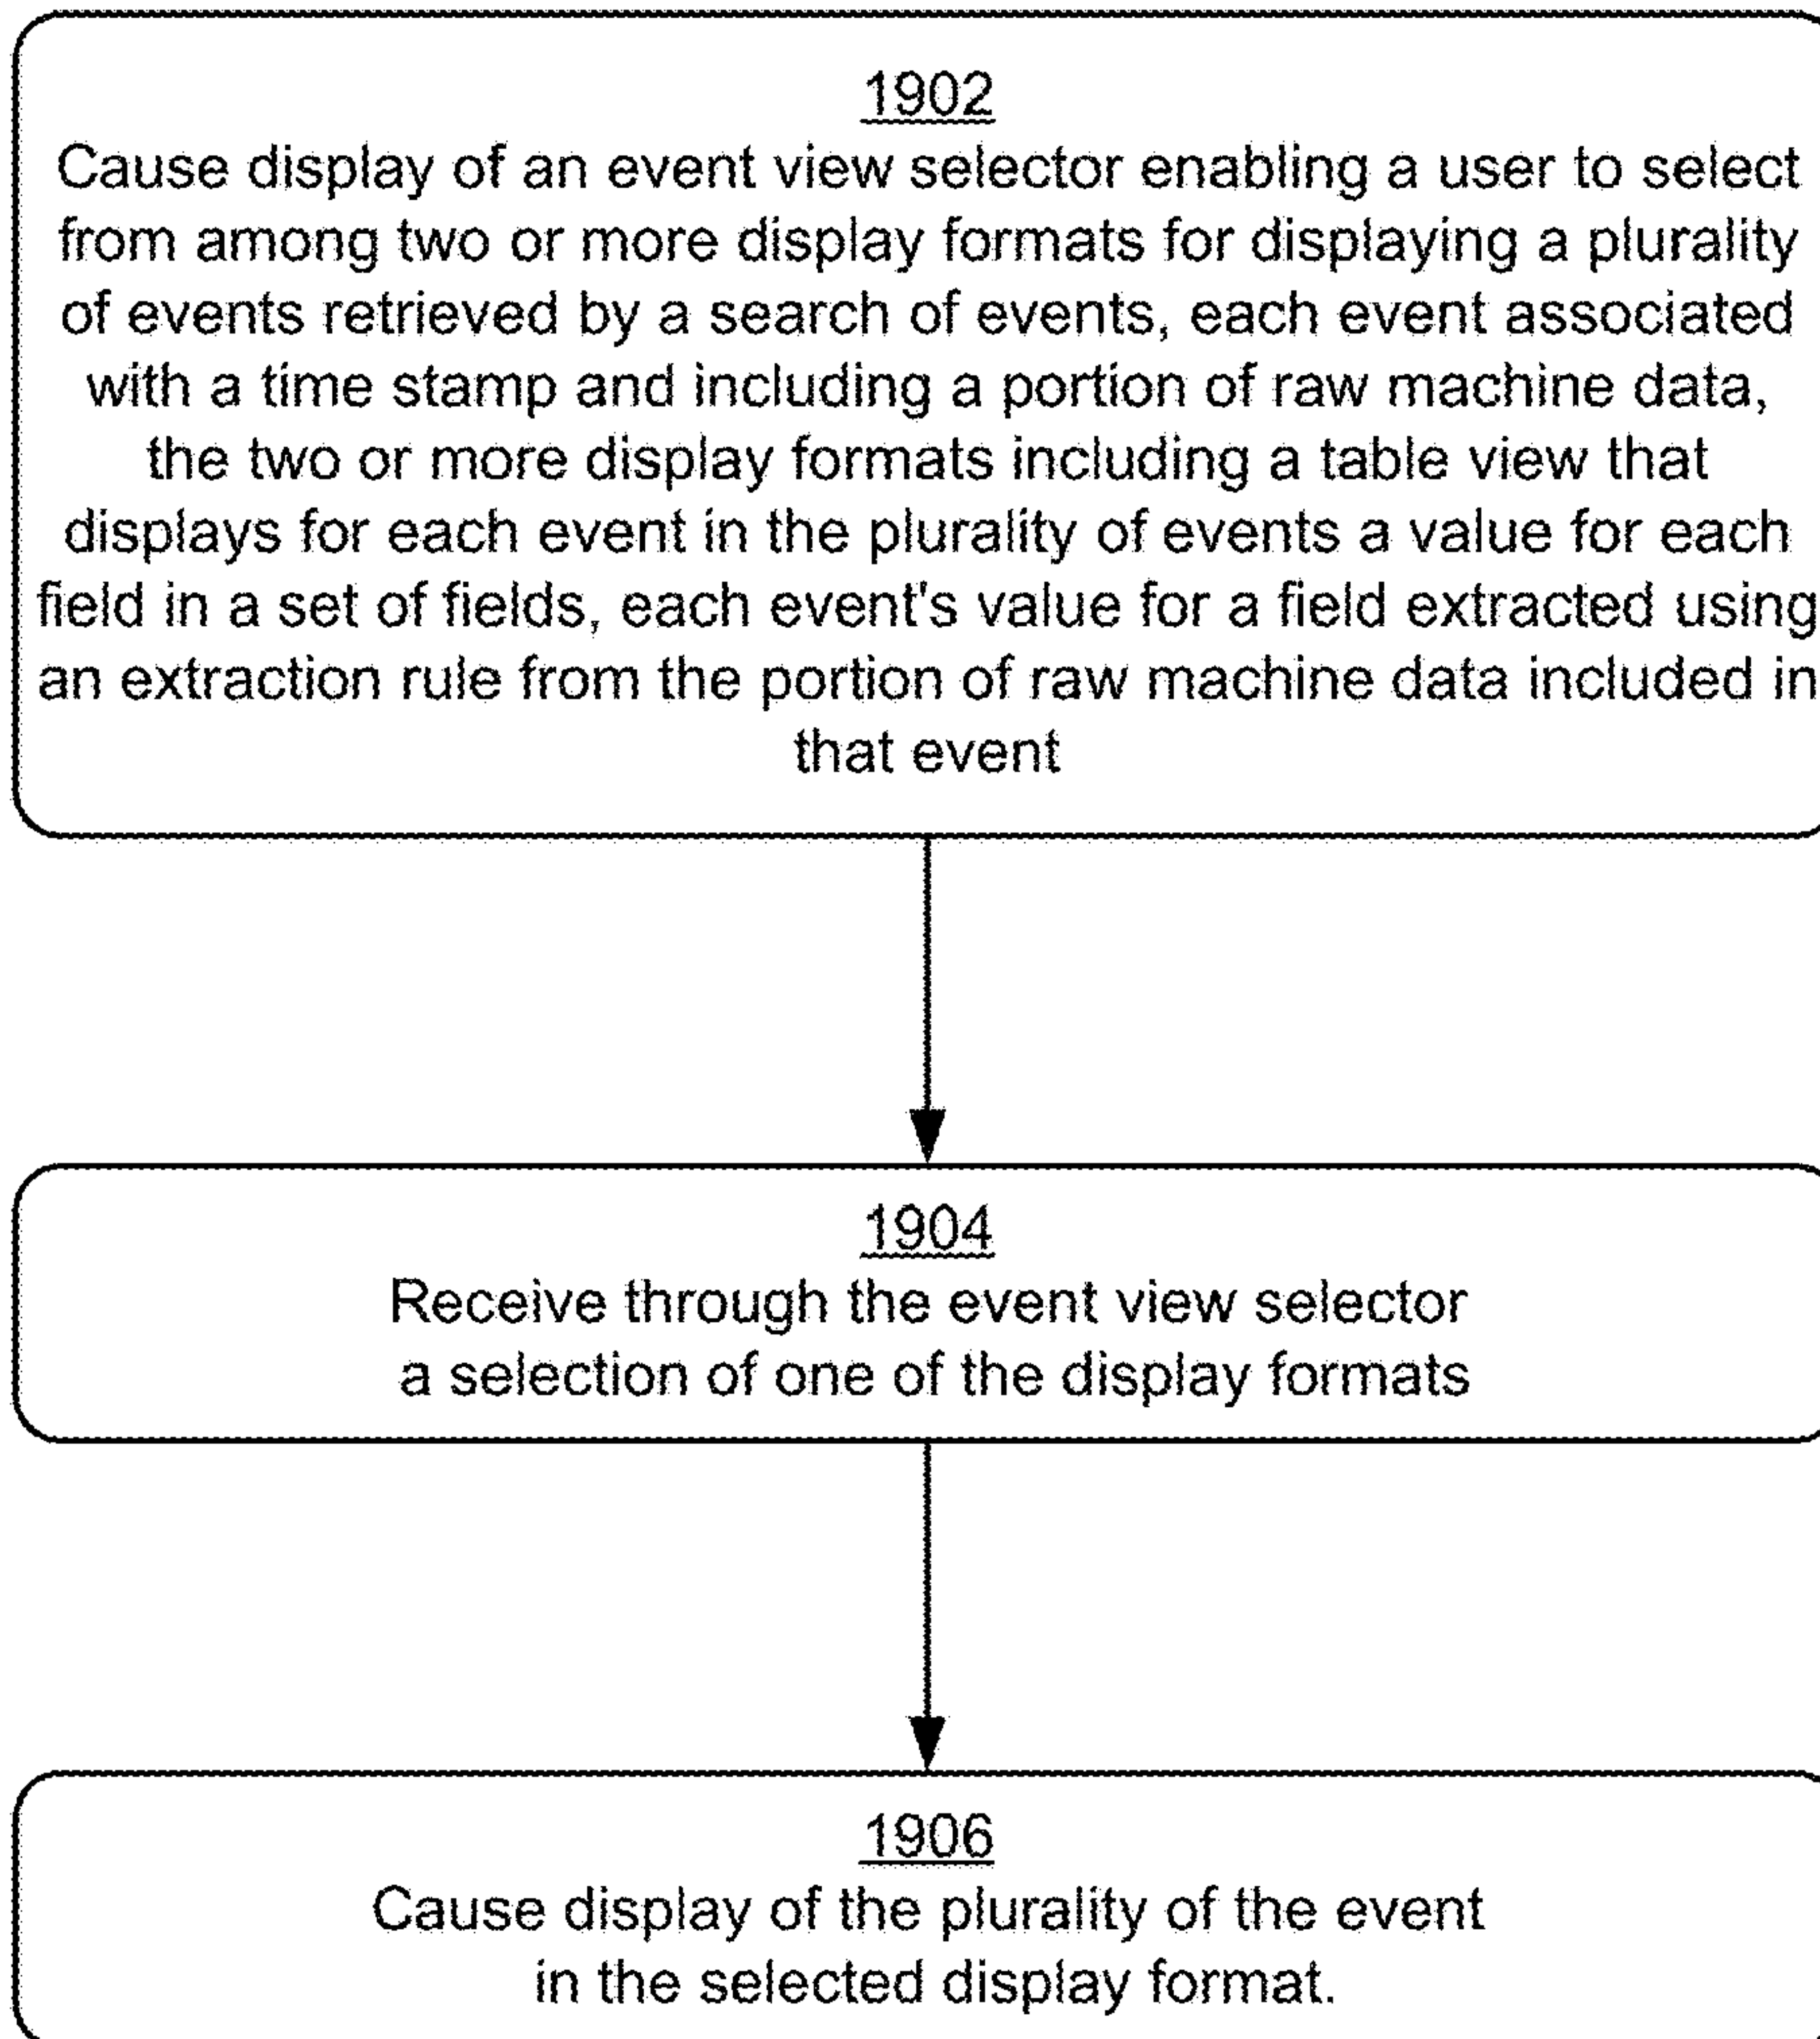 1902
Cause display of an event view selector enabling a user to select
from among two or more display formats for displaying a plurality
of events retrieved by a search of events, each event associated
with a time stamp and including a portion of raw machine data,
the two or more display formats including a table view that
displays for each event in the plurality of events a value for each
field in a set of fields, each event's value for a field extracted using
an extraction rule from the portion of raw machine data included in
that event
1904
Receive through the event view selector
a selection of one of the display formats
1906
Cause display of the plurality of the event
in the selected display format.